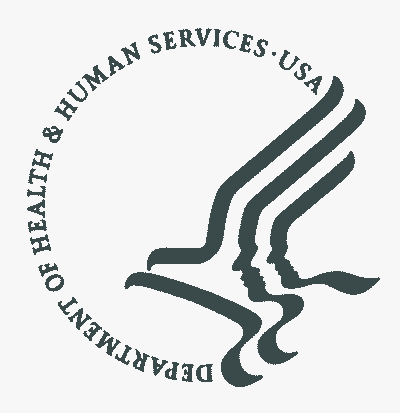 DEPARTMENT OF HEALTH & HUMAN SERVICES · USA